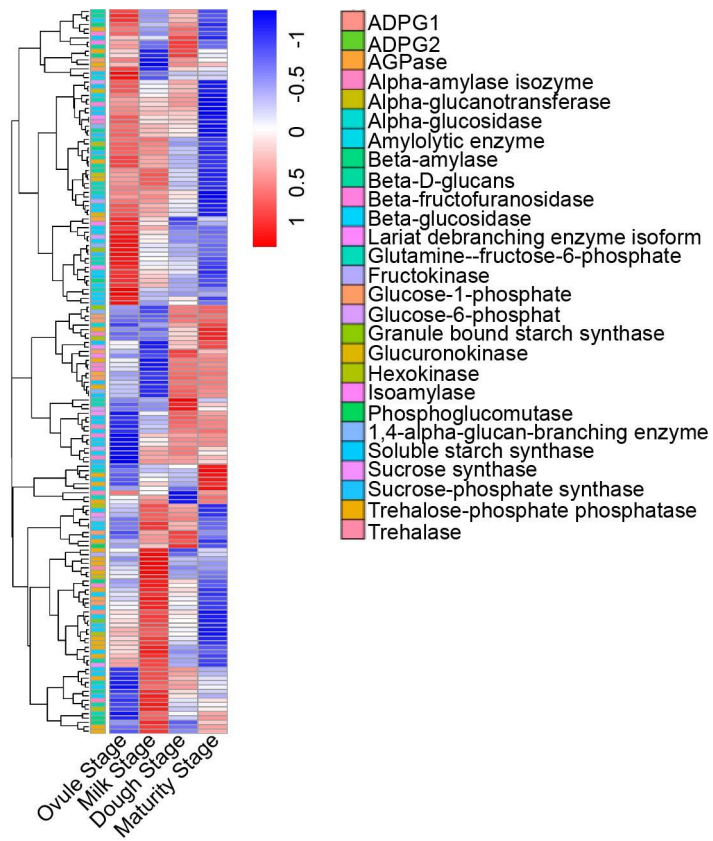 -1
-0.5
0
0.5
1
ADPG1
ADPG2
AGPase
Alpha-amylase isozyme
Alpha-glucanotransferase
Alpha-glucosidase
Amylolytic enzyme
Beta-amylase
Beta-D-glucans
Beta-fructofuranosidase
Beta-glucosidase
Lariat debranching enzyme isoform
Glutamine--fructose-6-phosphate
Fructokinase
Glucose-1-phosphate
Glucose-6-phosphat
Granule bound starch synthase
Glucuronokinase
Hexokinase
Isoamylase
Phosphoglucomutase
1,4-alpha-glucan-branching enzyme
Soluble starch synthase
Sucrose synthase
Sucrose-phosphate synthase
Trehalose-phosphate phosphatase
Trehalase
Ovule Stage
Milk Stage
Dough Stage
Maturity Stage